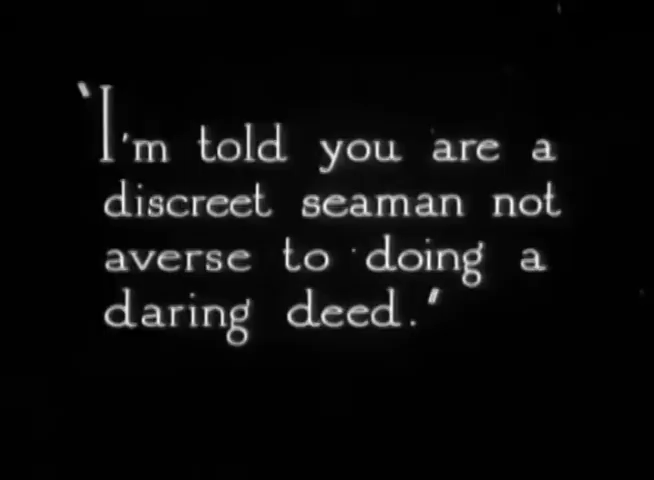 'I'm told you are a
discreet seaman not
averse to doing a
daring deed."